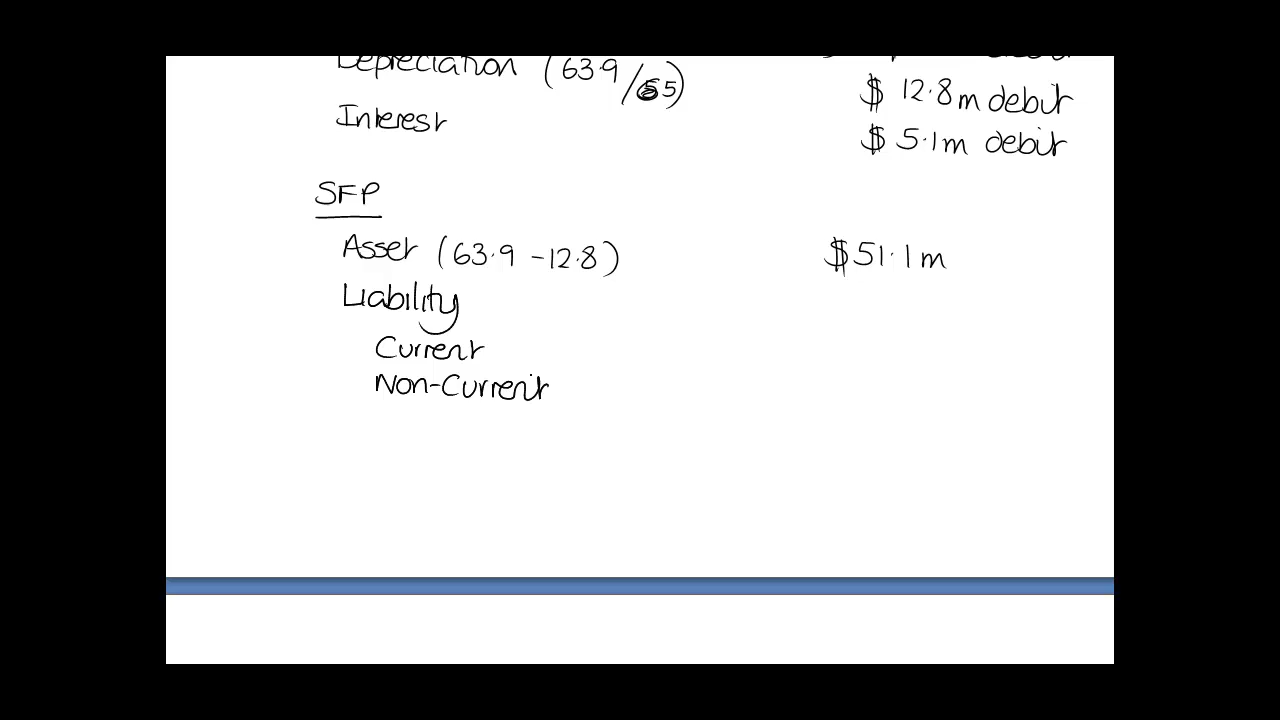 Depreciation (63.9/5) $ 12.8m debit
Interest $ 5.1m debit
SFP
Asset (63.9 - 12.8) $51.1m
Liability
Current
Non-Current